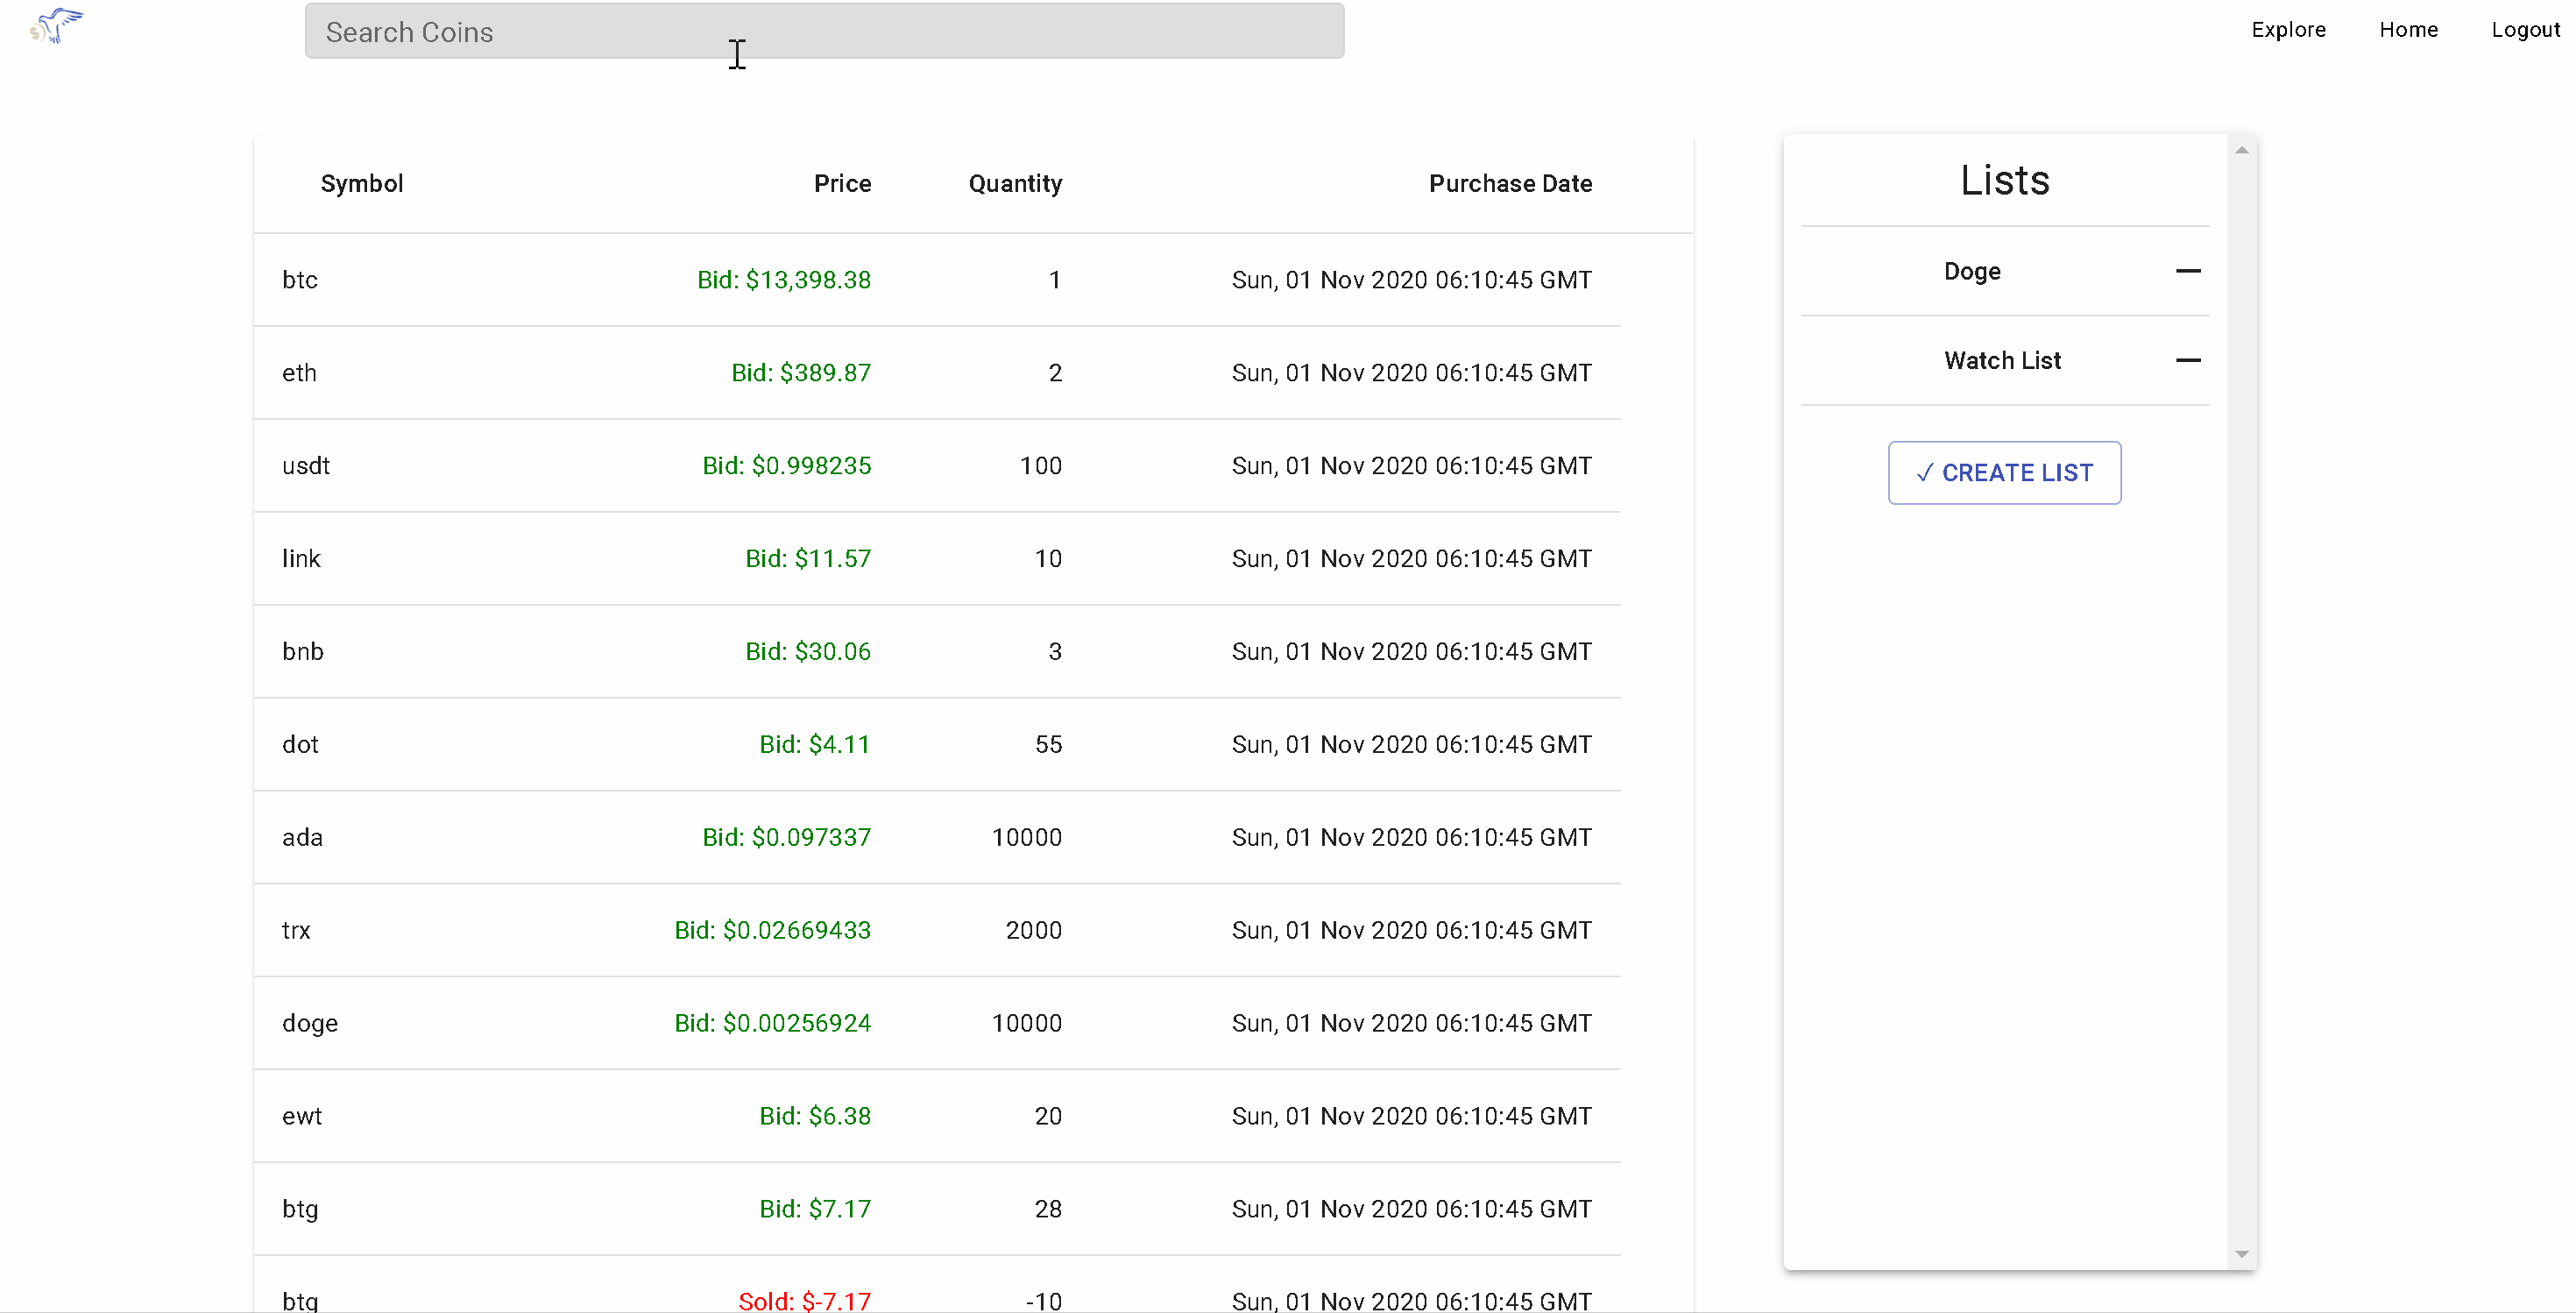 Search Coins
Explore Home Logout
Symbol Price Quantity Purchase Date
btc Bid: $13,398.38 1 Sun, 01 Nov 2020 06:10:45 GMT
eth Bid: $389.87 2 Sun, 01 Nov 2020 06:10:45 GMT
usdt Bid: $0.998235 100 Sun, 01 Nov 2020 06:10:45 GMT
link Bid: $11.57 10 Sun, 01 Nov 2020 06:10:45 GMT
bnb Bid: $30.06 3 Sun, 01 Nov 2020 06:10:45 GMT
dot Bid: $4.11 55 Sun, 01 Nov 2020 06:10:45 GMT
ada Bid: $0.097337 10000 Sun, 01 Nov 2020 06:10:45 GMT
trx Bid: $0.02669433 2000 Sun, 01 Nov 2020 06:10:45 GMT
doge Bid: $0.00256924 10000 Sun, 01 Nov 2020 06:10:45 GMT
ewt Bid: $6.38 20 Sun, 01 Nov 2020 06:10:45 GMT
btg Bid: $7.17 28 Sun, 01 Nov 2020 06:10:45 GMT
btg Sold: $-7.17 -10 Sun, 01 Nov 2020 06:10:45 GMT
Lists
Doge
Watch List
✓ CREATE LIST